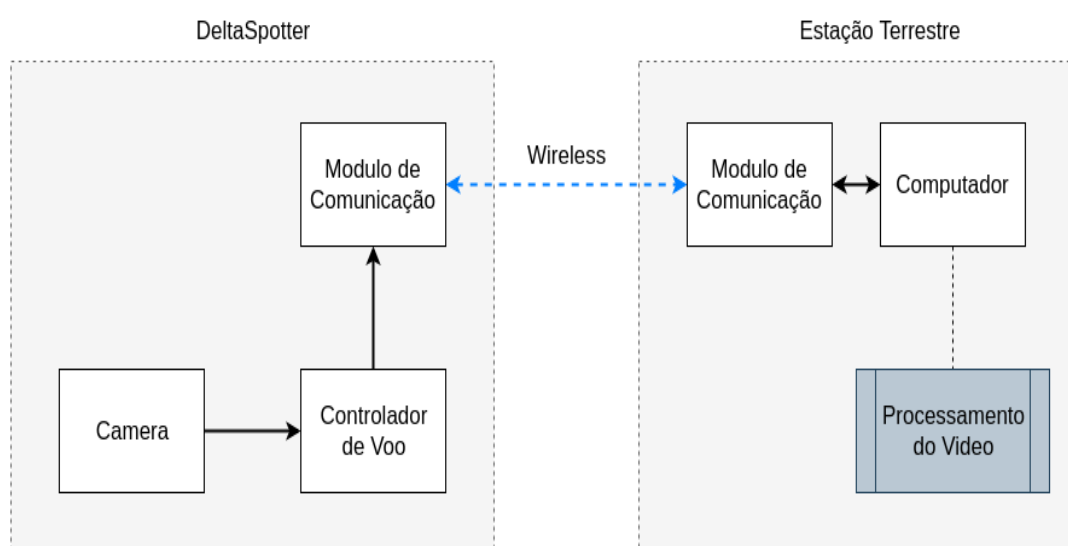 DeltaSpotter
Estação Terrestre
Modulo de
Comunicação
Wireless
Modulo de
Comunicação
Computador
Camera
Controlador
de Voo
Processamento
do Video